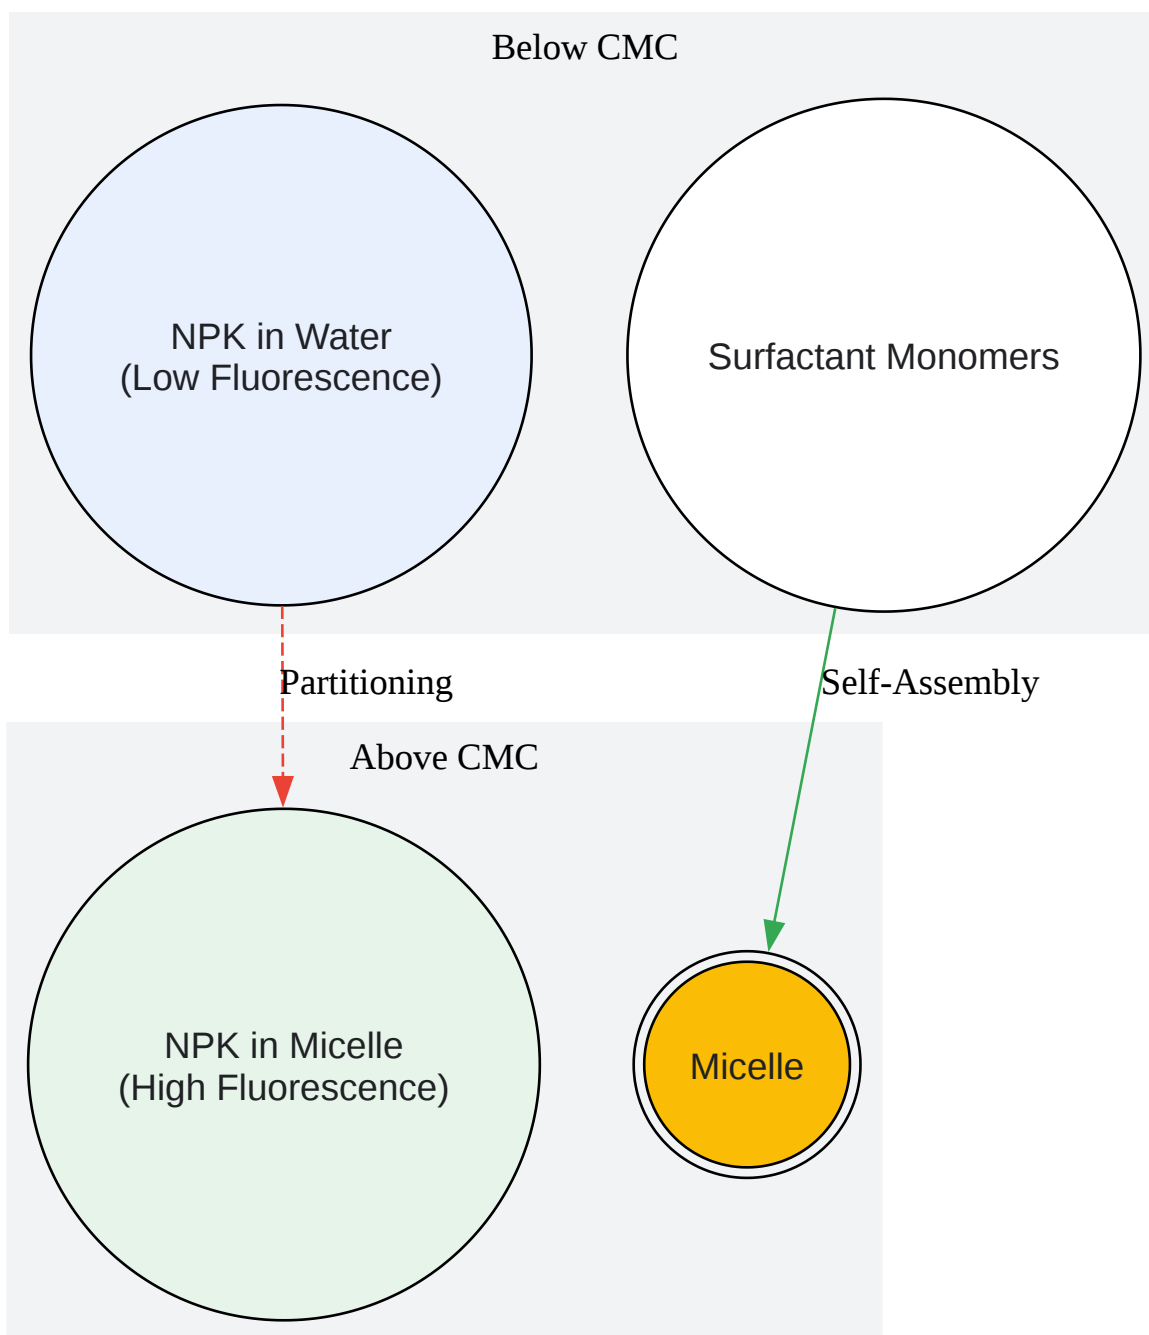 Below CMC
NPK in Water
(Low Fluorescence)
Surfactant Monomers
Partitioning
Self-Assembly
Above CMC
NPK in Micelle
(High Fluorescence)
Micelle